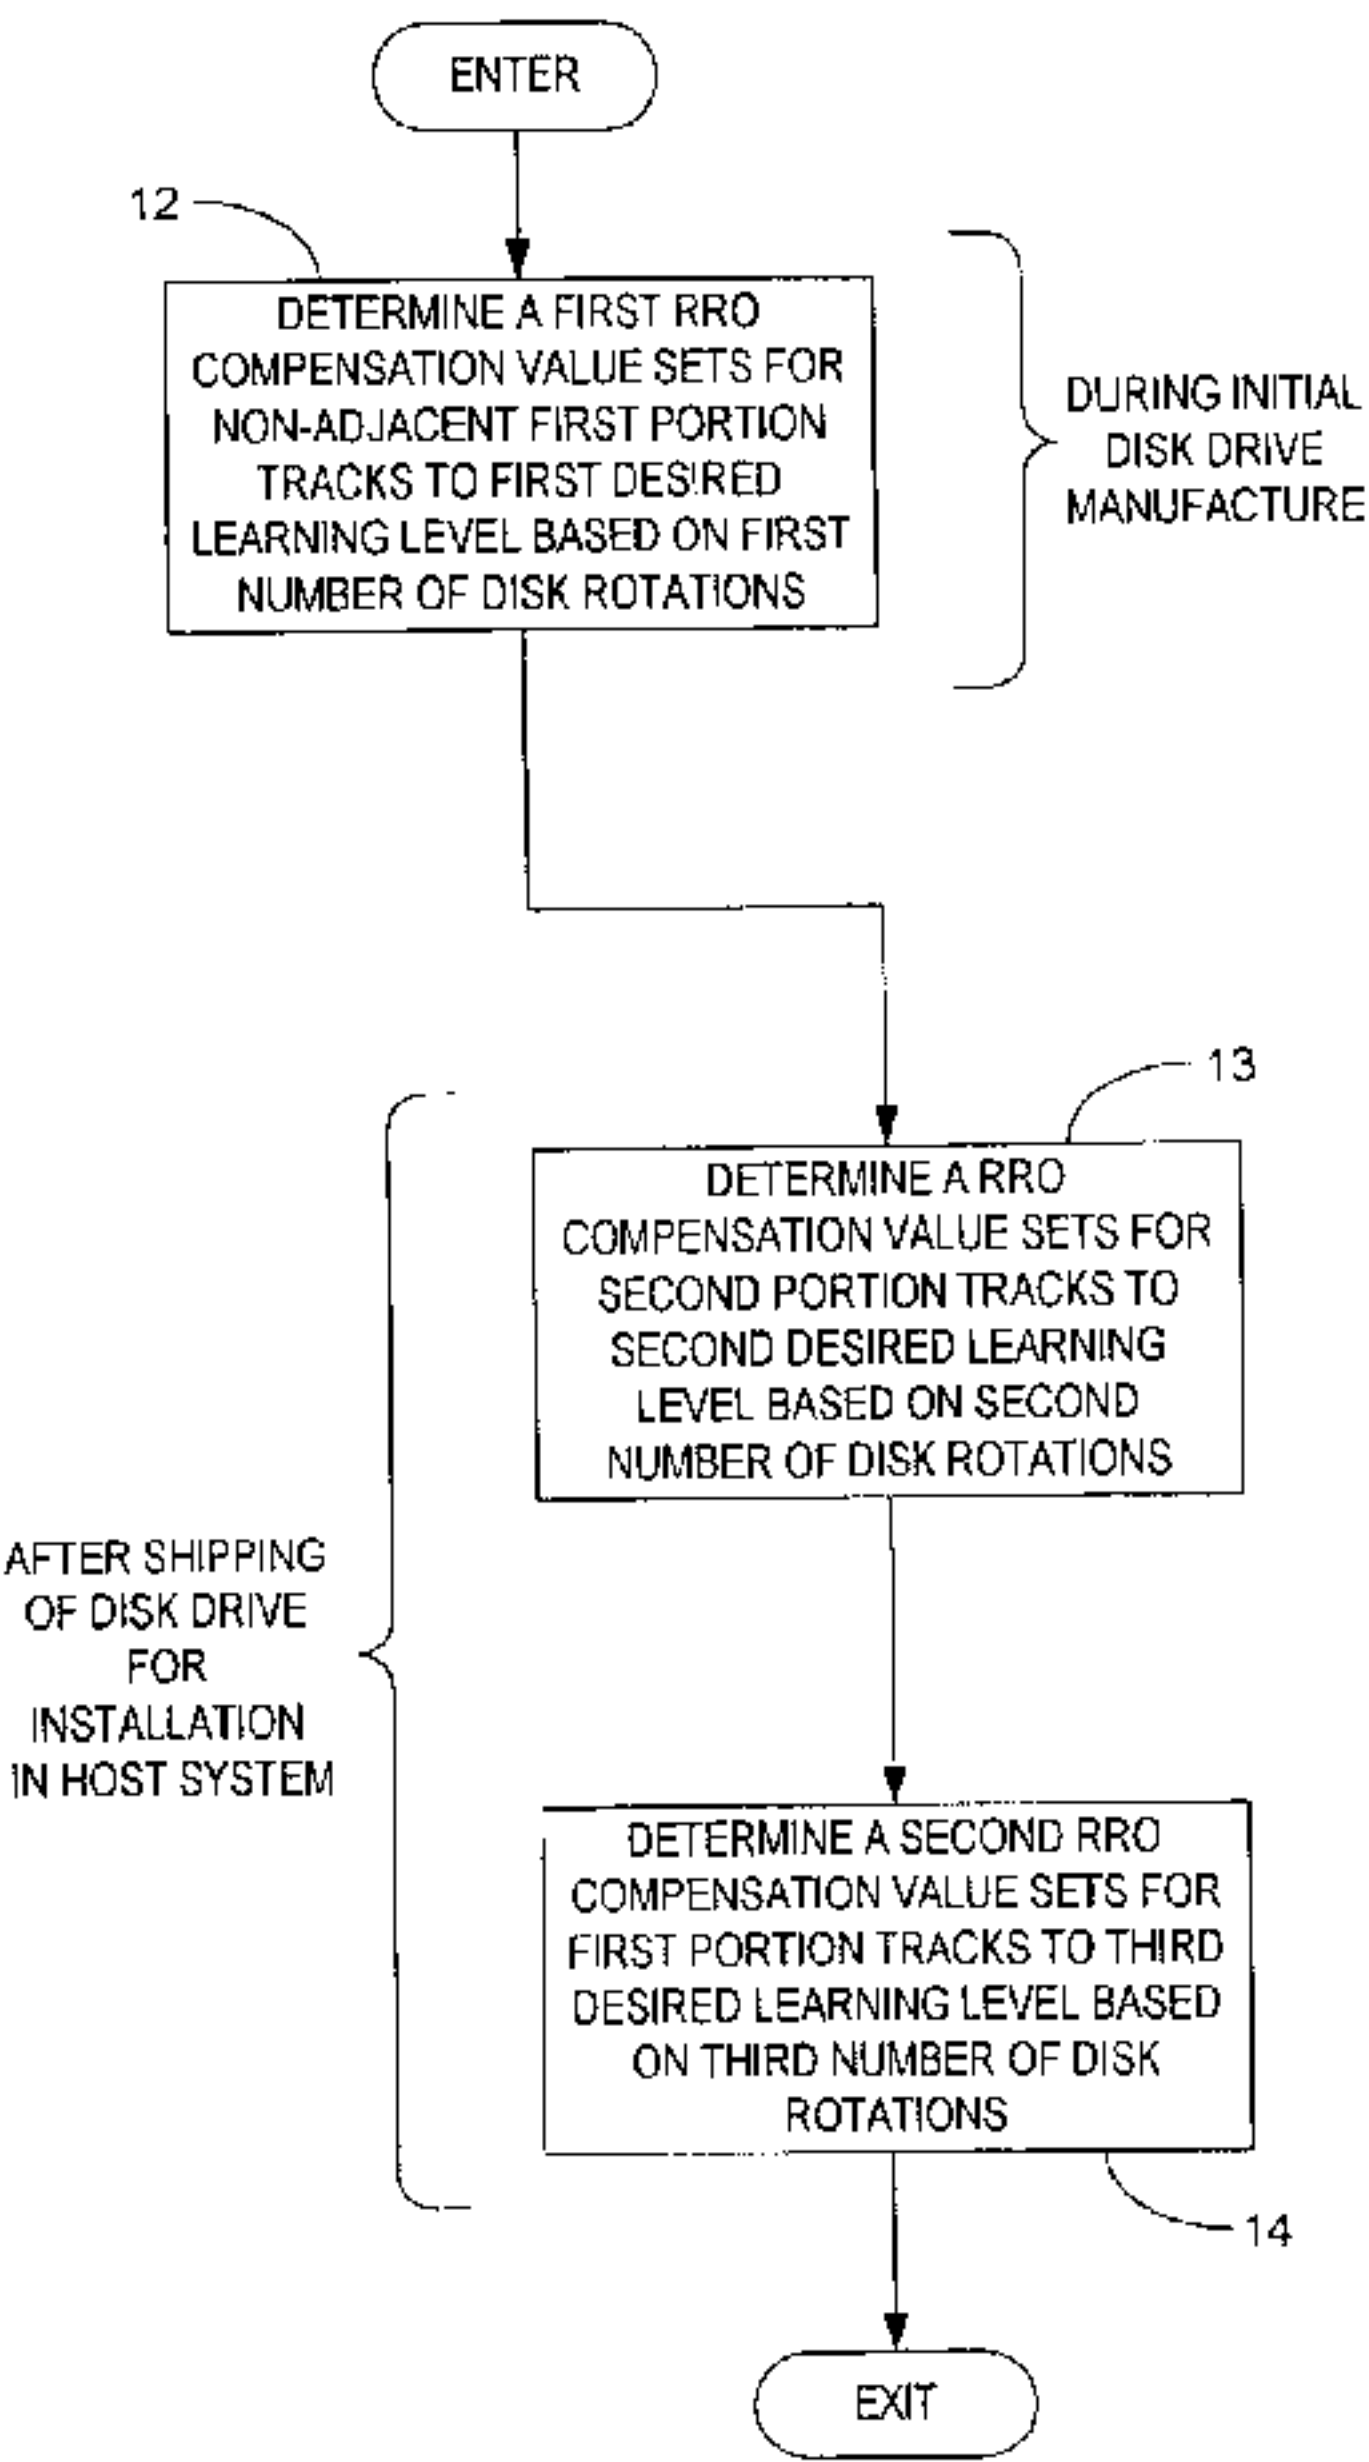 ENTER
12
DETERMINE A FIRST RRO
COMPENSATION VALUE SETS FOR
NON-ADJACENT FIRST PORTION
TRACKS TO FIRST DESIRED
LEARNING LEVEL BASED ON FIRST
NUMBER OF DISK ROTATIONS
DURING INITIAL
DISK DRIVE
MANUFACTURE
13
DETERMINE A RRO
COMPENSATION VALUE SETS FOR
SECOND PORTION TRACKS TO
SECOND DESIRED LEARNING
LEVEL BASED ON SECOND
NUMBER OF DISK ROTATIONS
AFTER SHIPPING
OF DISK DRIVE
FOR
INSTALLATION
IN HOST SYSTEM
DETERMINE A SECOND RRO
COMPENSATION VALUE SETS FOR
FIRST PORTION TRACKS TO THIRD
DESIRED LEARNING LEVEL BASED
ON THIRD NUMBER OF DISK
ROTATIONS
14
EXIT